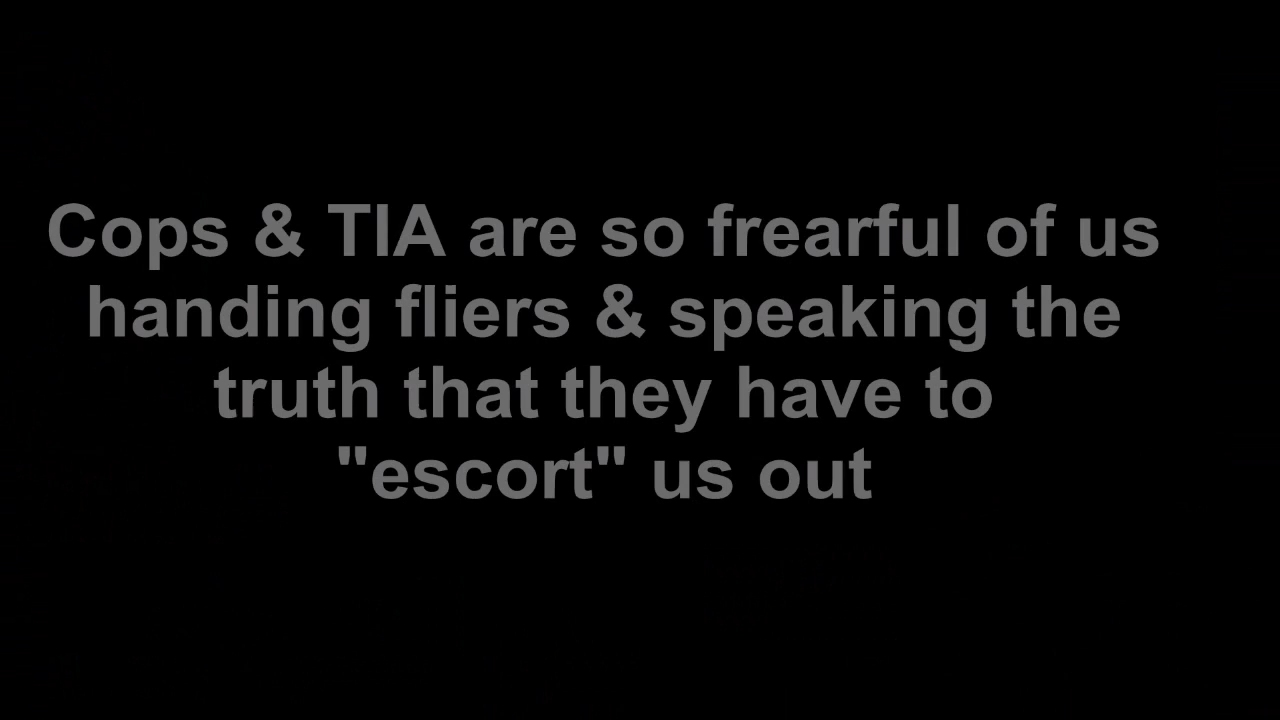 Cops & TIA are so frearful of us
handing fliers & speaking the
truth that they have to
"escort" us out